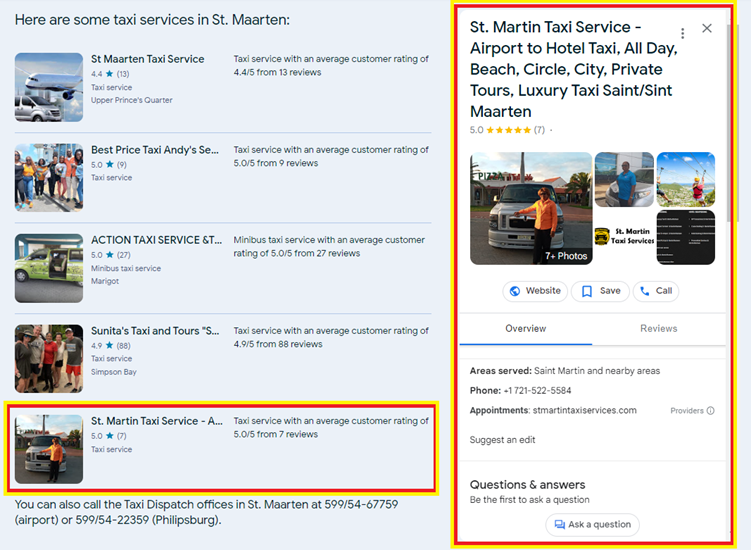 Here are some taxi services in St. Maarten:
St Maarten Taxi Service
4.4 ★ (13)
Taxi service
Upper Prince's Quarter
Taxi service with an average customer rating of
4.4/5 from 13 reviews
Best Price Taxi Andy's Se...
5.0 ★ (9)
Taxi service
Taxi service with an average customer rating of
5.0/5 from 9 reviews
ACTION TAXI SERVICE &T...
5.0 ★ (27)
Minibus taxi service
Marigot
Minibus taxi service with an average customer
rating of 5.0/5 from 27 reviews
Sunita's Taxi and Tours "S...
4.9 ★ (88)
Taxi service
Simpson Bay
Taxi service with an average customer rating of
4.9/5 from 88 reviews
St. Martin Taxi Service - A...
5.0 ★ (7)
Taxi service
Taxi service with an average customer rating of
5.0/5 from 7 reviews
You can also call the Taxi Dispatch offices in St. Maarten at 599/54-67759
(airport) or 599/54-22359 (Philipsburg).
St. Martin Taxi Service -
Airport to Hotel Taxi, All Day,
Beach, Circle, City, Private
Tours, Luxury Taxi Saint/Sint
Maarten
5.0 ★★★★★ (7) ·
PIZZA
St. Martin
Taxi Services
7+ Photos
Website
Save
Call
Overview
Reviews
Areas served: Saint Martin and nearby areas
Phone: +1 721-522-5584
Appointments: stmartintaxiservices.com
Providers
Suggest an edit
Questions & answers
Be the first to ask a question
Ask a question